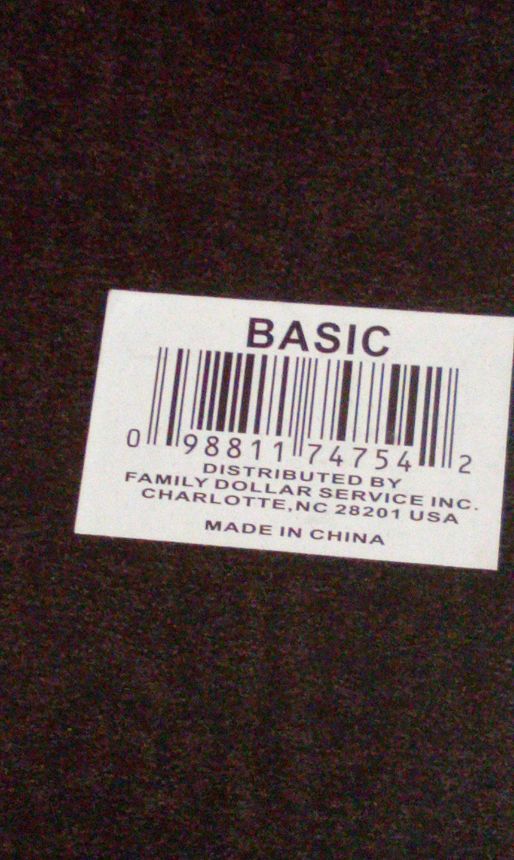 BASIC
0 98811 74754 2
DISTRIBUTED BY
FAMILY DOLLAR SERVICE INC.
CHARLOTTE,NC 28201 USA
MADE IN CHINA